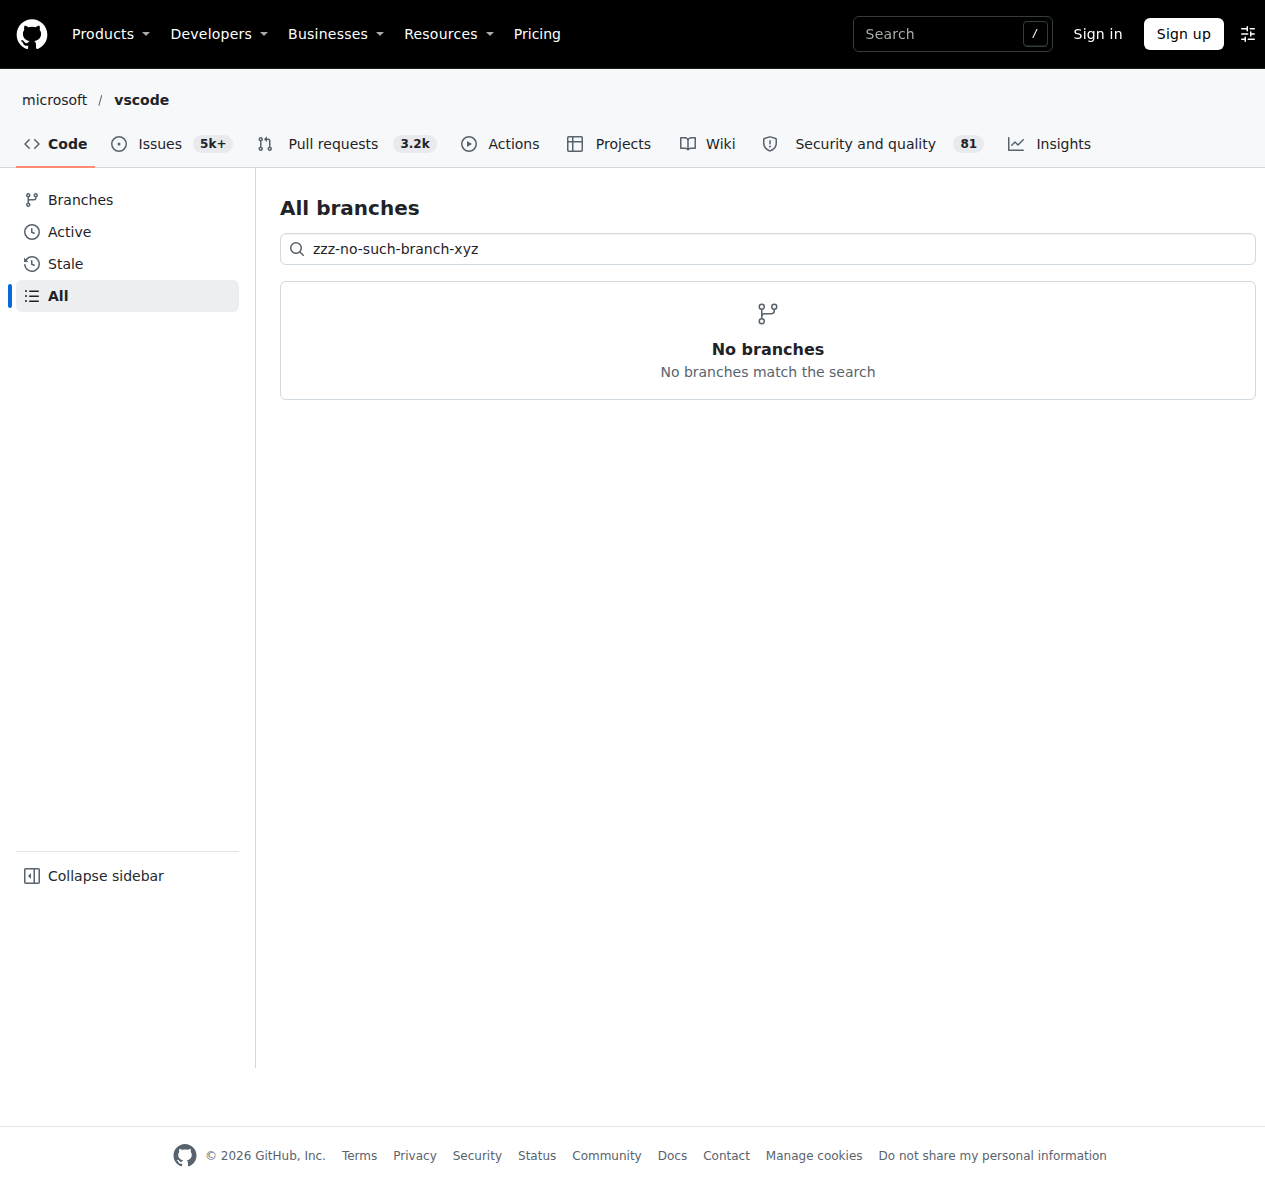 Products Developers Businesses Resources Pricing Search / Sign in Sign up
microsoft / vscode
Code Issues 5k+ Pull requests 3.2k Actions Projects Wiki Security and quality 81 Insights
Branches
Active
Stale
All
All branches
zzz-no-such-branch-xyz
No branches
No branches match the search
Collapse sidebar
© 2026 GitHub, Inc. Terms Privacy Security Status Community Docs Contact Manage cookies Do not share my personal information